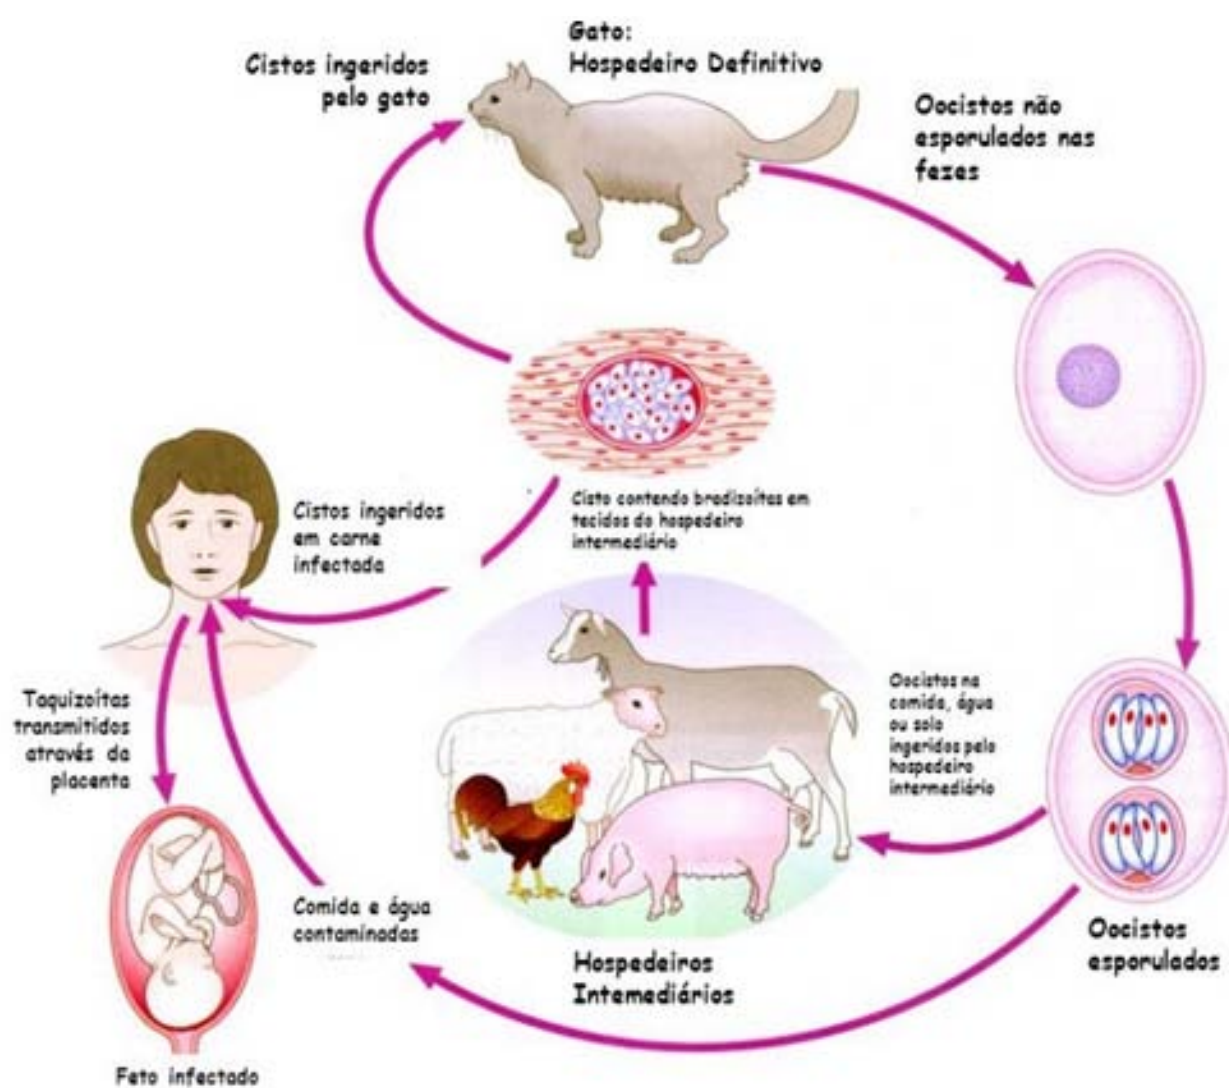 Gato:
Hospedeiro Definitivo
Cistos ingeridos
pelo gato
Oocistos não
esporulados nas
fezes
Cistos ingeridos
em carne
infectada
Cisto contendo bradizoítas em
tecidos do hospedeiro
intermediário
Taquizoítas
transmitidos
através da
placenta
Oocistos na
comida, água
ou solo
ingeridos pelo
hospedeiro
intermediário
Comida e água
contaminadas
Hospedeiros
Intemediários
Oocistos
esporulados
Feto infectado